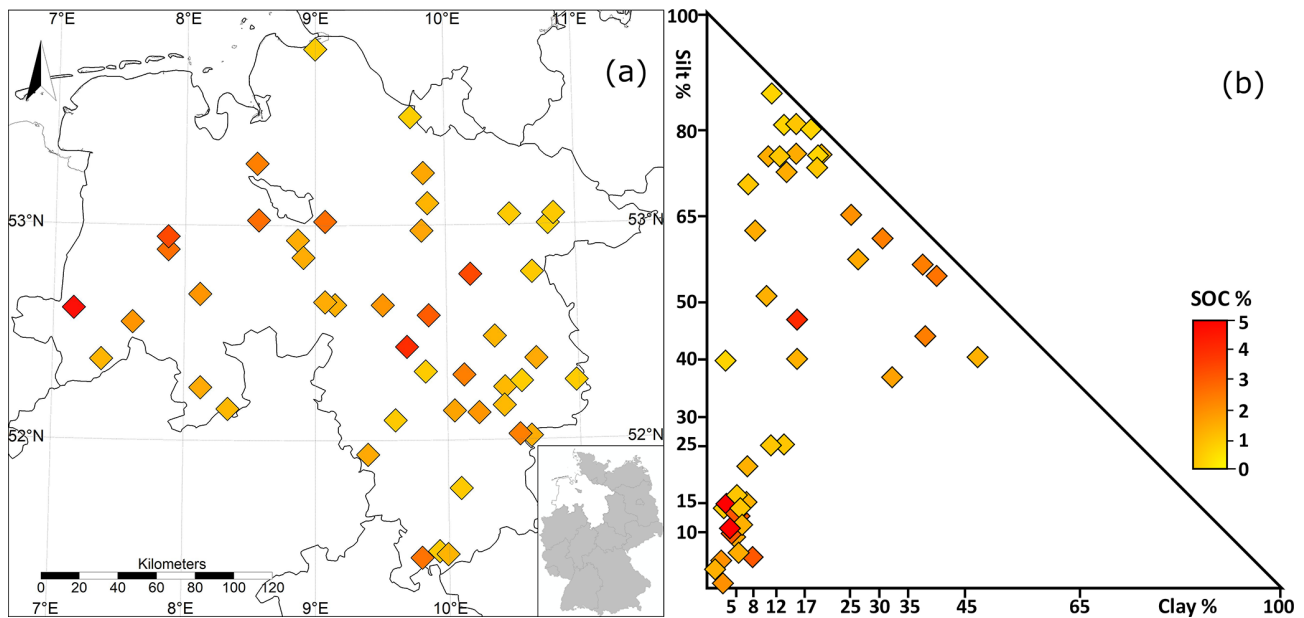 7°E 8°E 9°E 10°E 11°E
(a)
53°N 53°N
52°N 52°N
Kilometers
0 20 40 60 80 100 120
7°E 8°E 9°E 10°E
100
Silt %
80
65
50
40
30
25
15
10
(b)
SOC %
5
4
3
2
1
0
5 8 12 17 25 30 35 45 65 Clay % 100